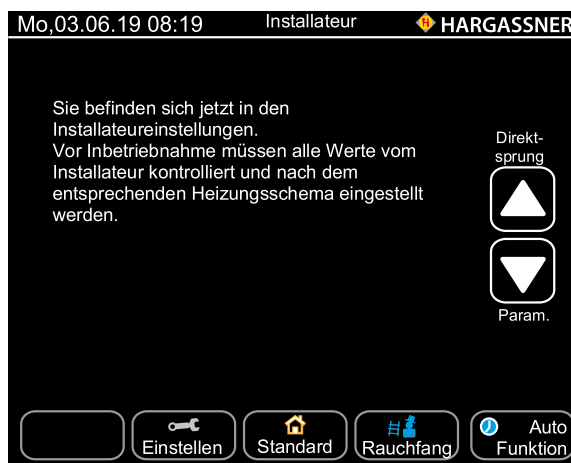 Mo,03.06.19 08:19 Installateur HARGASSNER
Sie befinden sich jetzt in den
Installateureinstellungen.
Vor Inbetriebnahme müssen alle Werte vom
Installateur kontrolliert und nach dem
entsprechenden Heizungsschema eingestellt
werden.
Direkt-
sprung
Param.
Einstellen
Standard
Rauchfang
Auto
Funktion